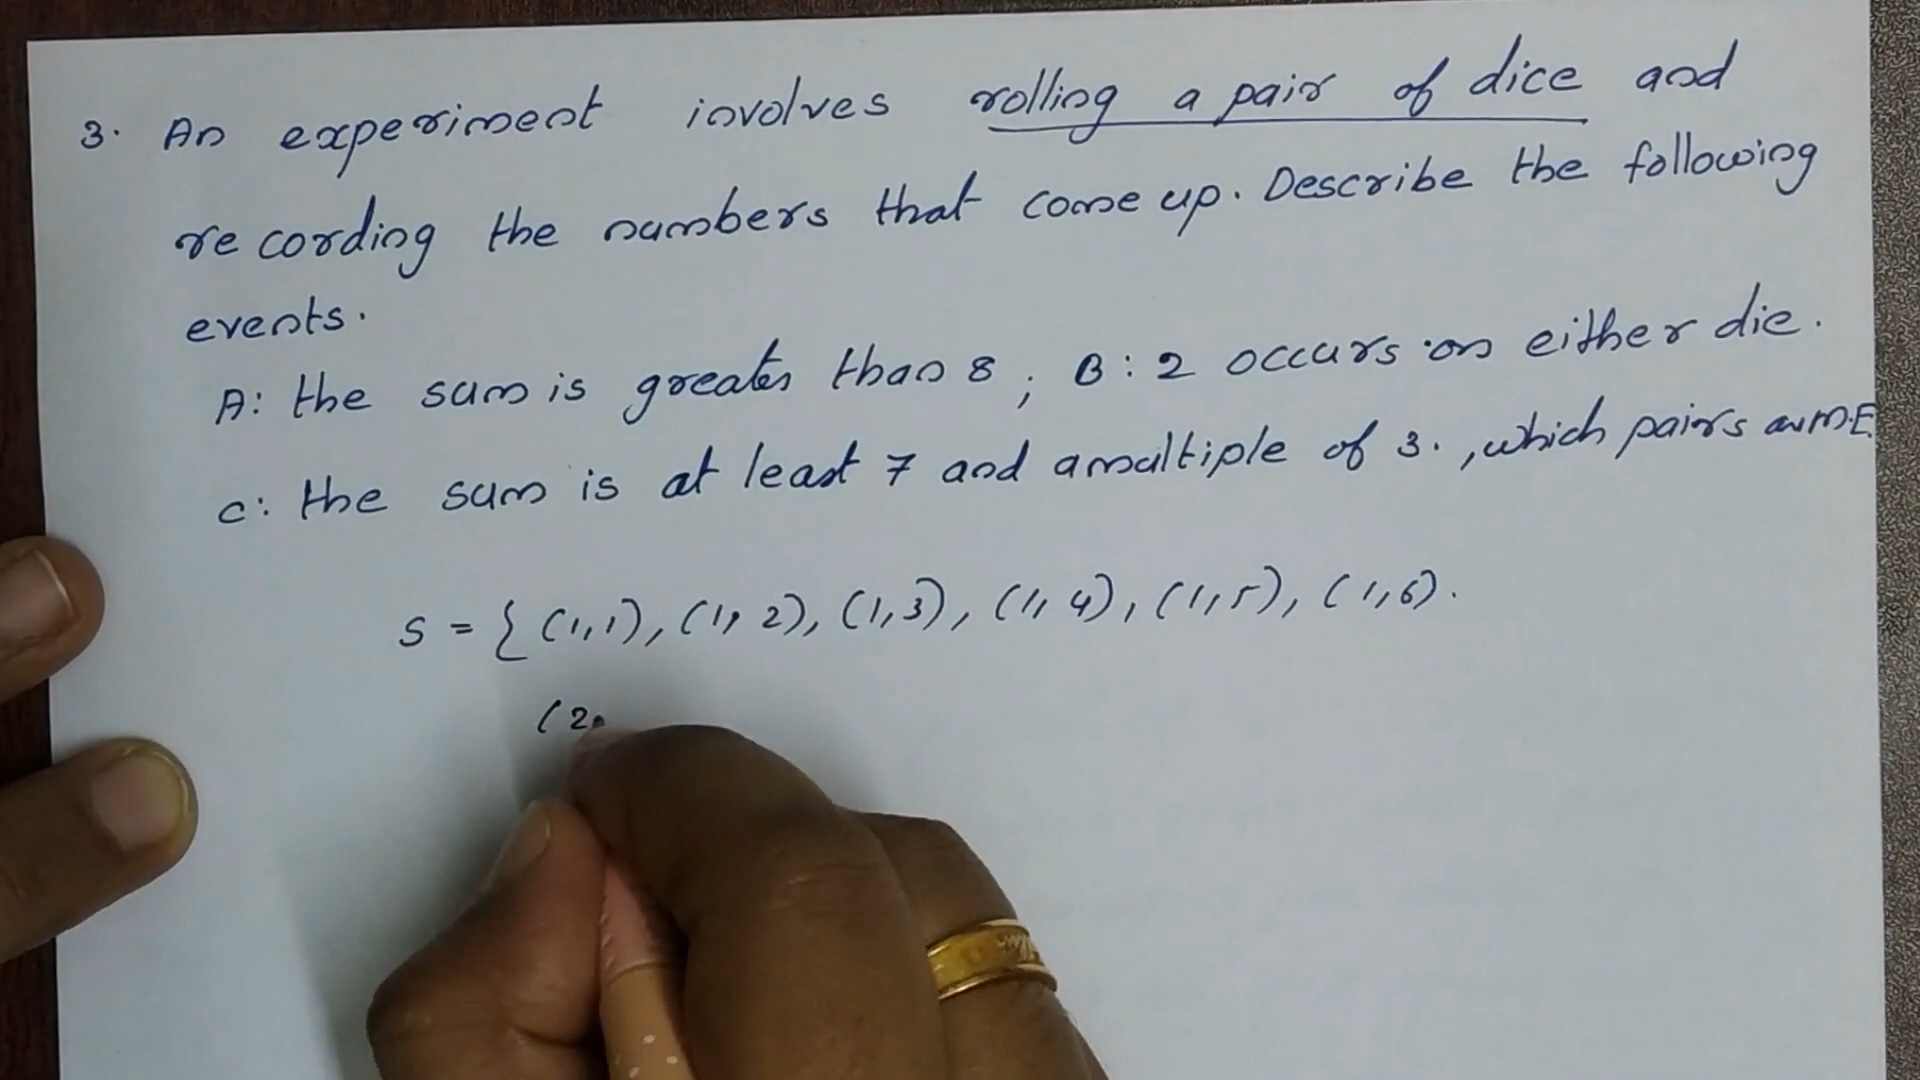 3. An experiment involves rolling a pair of dice and
recording the numbers that come up. Describe the following
events.
A: the sum is greater than 8 ; B : 2 occurs on either die.
C: the sum is at least 7 and a multiple of 3. , which pairs are M.E
S = { (1,1), (1, 2), (1,3), (1, 4), (1,5), (1,6).
(2,